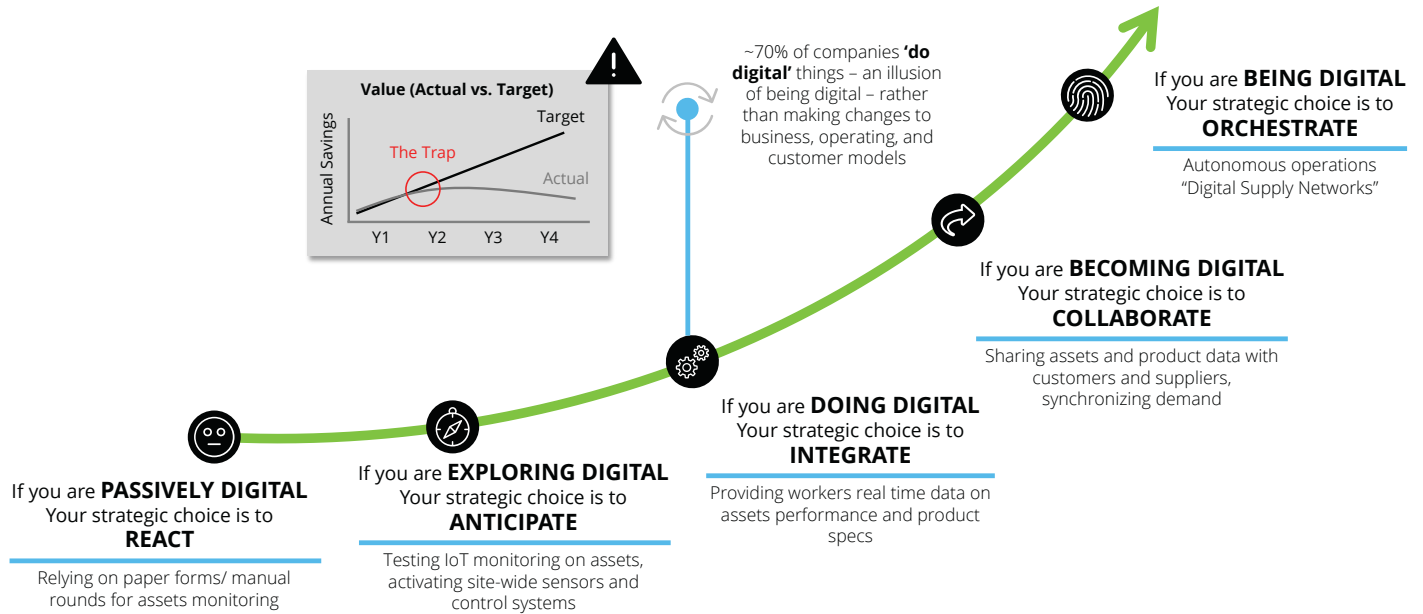 Value (Actual vs. Target)
Annual Savings
Target
The Trap
Actual
Y1 Y2 Y3 Y4
~70% of companies ‘do
digital’ things – an illusion
of being digital – rather
than making changes to
business, operating, and
customer models
If you are PASSIVELY DIGITAL
Your strategic choice is to
REACT
Relying on paper forms/ manual
rounds for assets monitoring
If you are EXPLORING DIGITAL
Your strategic choice is to
ANTICIPATE
Testing IoT monitoring on assets,
activating site-wide sensors and
control systems
If you are DOING DIGITAL
Your strategic choice is to
INTEGRATE
Providing workers real time data on
assets performance and product
specs
If you are BECOMING DIGITAL
Your strategic choice is to
COLLABORATE
Sharing assets and product data with
customers and suppliers,
synchronizing demand
If you are BEING DIGITAL
Your strategic choice is to
ORCHESTRATE
Autonomous operations
“Digital Supply Networks”